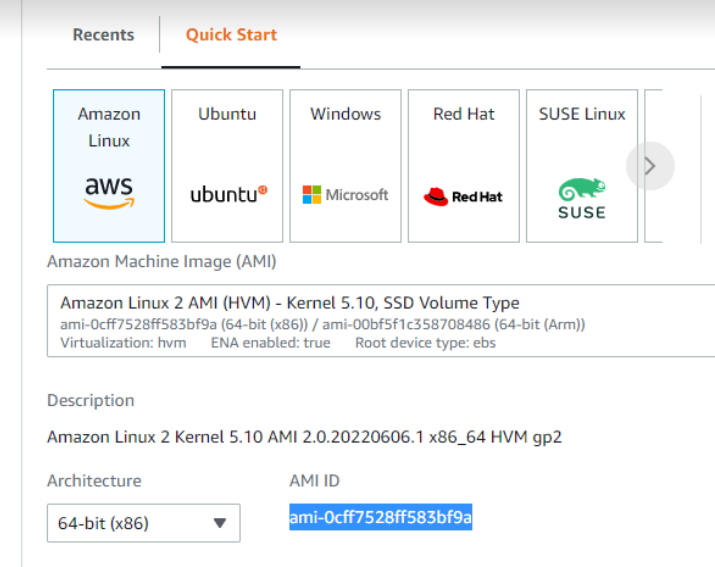 Recents
Quick Start
Amazon
Linux
aws
Ubuntu
ubuntu®
Windows
Microsoft
Red Hat
Red Hat
SUSE Linux
SUSE
Amazon Machine Image (AMI)
Amazon Linux 2 AMI (HVM) - Kernel 5.10, SSD Volume Type
ami-0cff7528ff583bf9a (64-bit (x86)) / ami-00bf5f1c358708486 (64-bit (Arm))
Virtualization: hvm ENA enabled: true Root device type: ebs
Description
Amazon Linux 2 Kernel 5.10 AMI 2.0.20220606.1 x86_64 HVM gp2
Architecture
AMI ID
64-bit (x86)
ami-0cff7528ff583bf9a